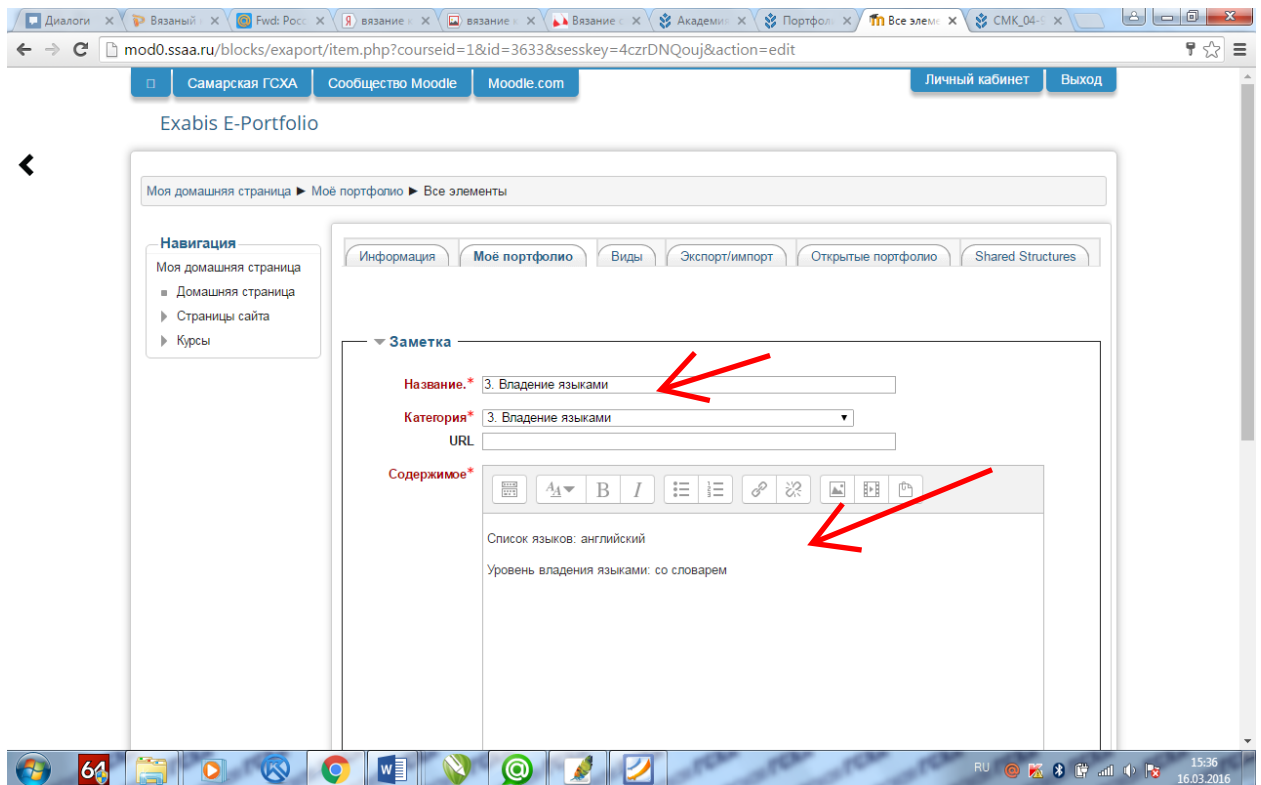 Диалоги
Вязаный
Fwd: Росс
вязание
вязание
Вязание с
Академия
Портфол
Все элеме
СМК_04-
mod0.ssaa.ru/blocks/exaport/item.php?courseid=1&id=3633&sesskey=4czrDNQouj&action=edit
Самарская ГСХА Сообщество Moodle Moodle.com Личный кабинет Выход
Exabis E-Portfolio
Моя домашняя страница ► Моё портфолио ► Все элементы
Навигация
Моя домашняя страница
Домашняя страница
Страницы сайта
Курсы
Информация Моё портфолио Виды Экспорт/импорт Открытые портфолио Shared Structures
Заметка
Название.* 3. Владение языками
Категория* 3. Владение языками
URL
Содержимое*
Список языков: английский
Уровень владения языками: со словарем
64
RU
15:36
16.03.2016